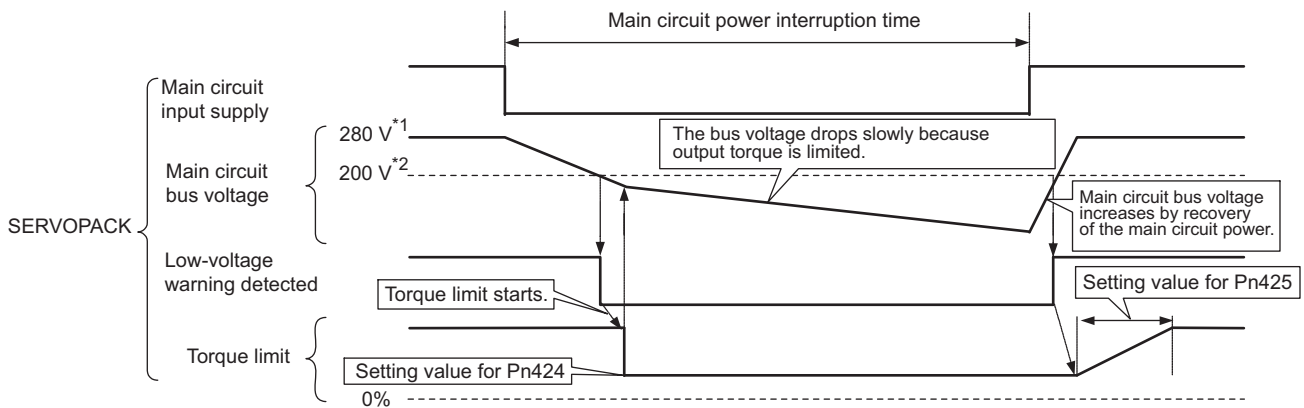 Main circuit power interruption time
Main circuit
input supply
280 V*1
The bus voltage drops slowly because
output torque is limited.
200 V*2
Main circuit
bus voltage
Main circuit bus voltage
increases by recovery
of the main circuit power.
SERVOPACK
Low-voltage
warning detected
Torque limit starts.
Setting value for Pn425
Torque limit
Setting value for Pn424
0%